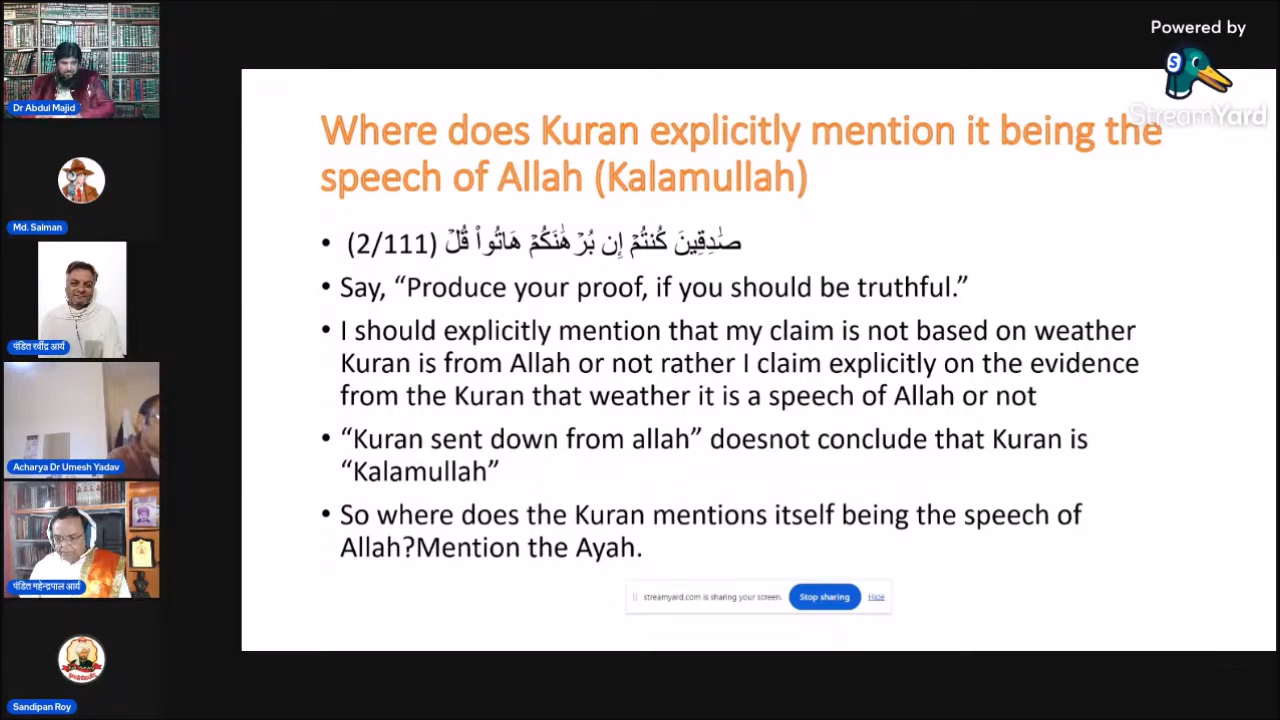 Powered by
StreamYard
Dr Abdul Majid
Md. Salman
पंडित रवींद्र आर्य
Acharya Dr Umesh Yadav
पंडित महेन्द्रपाल आर्य
Sandipan Roy
Where does Kuran explicitly mention it being the
speech of Allah (Kalamullah)
• (2/111) صَٰدِقِينَ كُنتُمْ إِن بُرْهَٰنَكُمْ هَاتُوا۟ قُلْ
• Say, “Produce your proof, if you should be truthful.”
• I should explicitly mention that my claim is not based on weather
Kuran is from Allah or not rather I claim explicitly on the evidence
from the Kuran that weather it is a speech of Allah or not
• “Kuran sent down from allah” doesnot conclude that Kuran is
“Kalamullah”
• So where does the Kuran mentions itself being the speech of
Allah?Mention the Ayah.
streamyard.com is sharing your screen. Stop sharing Hide